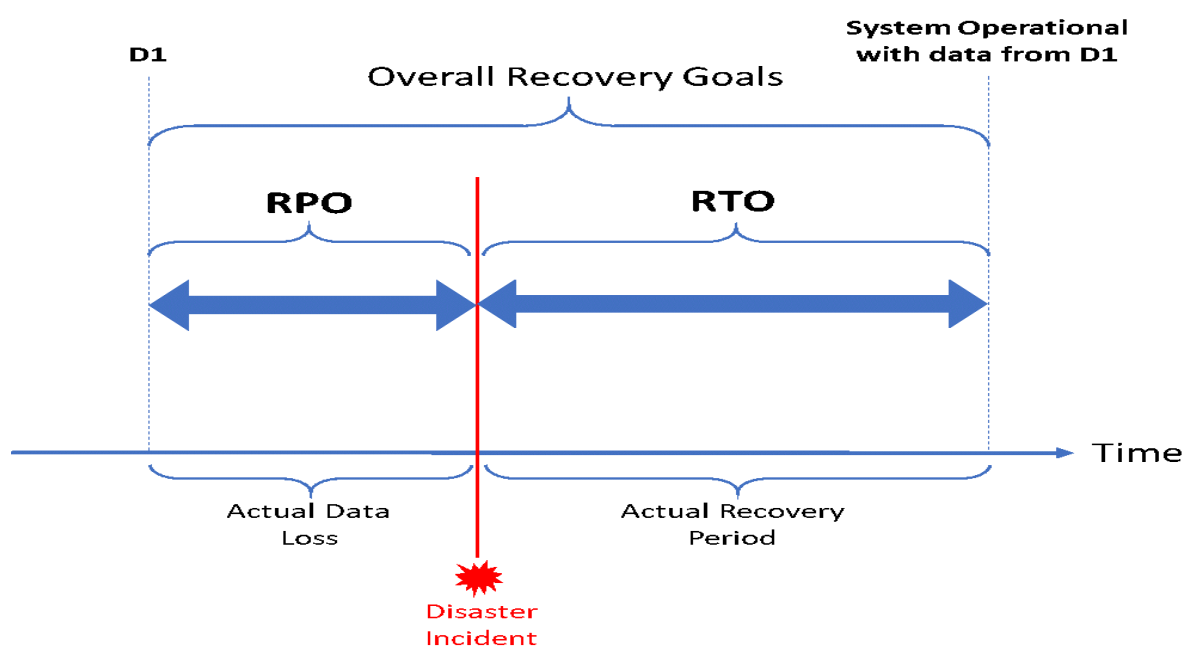 D1
System Operational
with data from D1
Overall Recovery Goals
RPO
RTO
Time
Actual Data
Loss
Actual Recovery
Period
Disaster
Incident